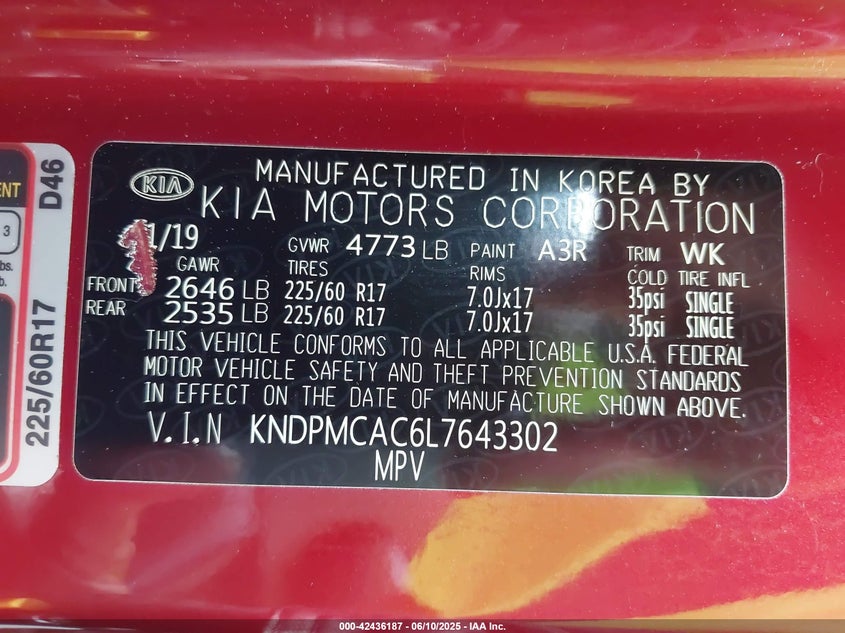 KIA
MANUFACTURED IN KOREA BY
KIA MOTORS CORPORATION
1/19 GVWR 4773 LB PAINT A3R TRIM WK
GAWR TIRES RIMS COLD TIRE INFL
FRONT 2646 LB 225/60 R17 7.0Jx17 35psi SINGLE
REAR 2535 LB 225/60 R17 7.0Jx17 35psi SINGLE
THIS VEHICLE CONFORMS TO ALL APPLICABLE U.S.A. FEDERAL
MOTOR VEHICLE SAFETY AND THEFT PREVENTION STANDARDS
IN EFFECT ON THE DATE OF MANUFACTURE SHOWN ABOVE.
V.I.N KNDPMCAC6L7643302
MPV
D46
3
225/60R17
000-42436187 - 06/10/2025 - IAA Inc.